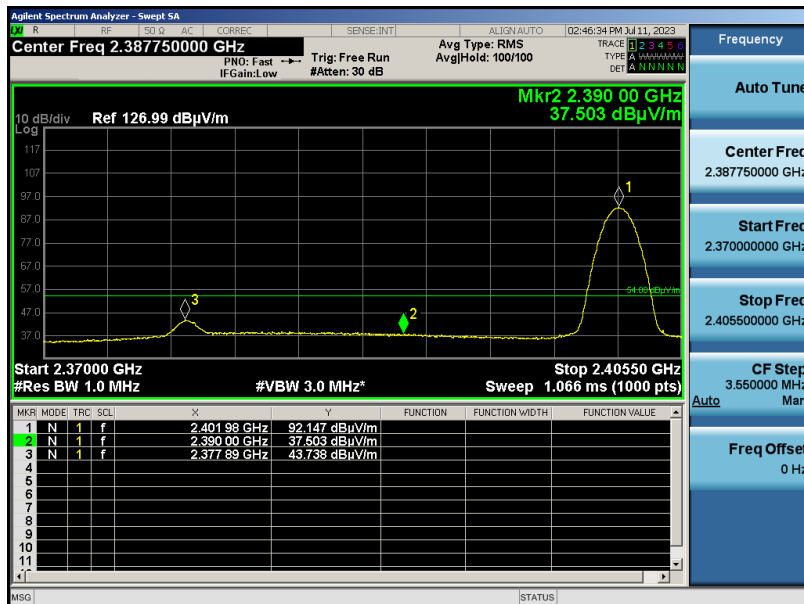 Agilent Spectrum Analyzer - Swept SA
LXI R RF 50 Ω AC CORREC SENSE:INT ALIGN AUTO 02:46:34 PM Jul 11, 2023
Center Freq 2.387750000 GHz
PNO: Fast
IFGain:Low
Trig: Free Run
#Atten: 30 dB
Avg Type: RMS
Avg|Hold: 100/100
TRACE 1 2 3 4 5 6
TYPE A WWWWW
DET A N N N N N
Mkr2 2.390 00 GHz
37.503 dBµV/m
10 dB/div Ref 126.99 dBµV/m
Log
117
107
97.0
87.0
77.0
67.0
57.0
47.0
37.0
1
2
3
54.00 dBµV/m
Start 2.37000 GHz Stop 2.40550 GHz
#Res BW 1.0 MHz #VBW 3.0 MHz* Sweep 1.066 ms (1000 pts)
MKR MODE TRC SCL X Y FUNCTION FUNCTION WIDTH FUNCTION VALUE
1 N 1 f 2.401 98 GHz 92.147 dBµV/m
2 N 1 f 2.390 00 GHz 37.503 dBµV/m
3 N 1 f 2.377 89 GHz 43.738 dBµV/m
4
5
6
7
8
9
10
11
MSG STATUS
Frequency
Auto Tune
Center Freq
2.387750000 GHz
Start Freq
2.370000000 GHz
Stop Freq
2.405500000 GHz
CF Step
3.550000 MHz
Auto Man
Freq Offset
0 Hz